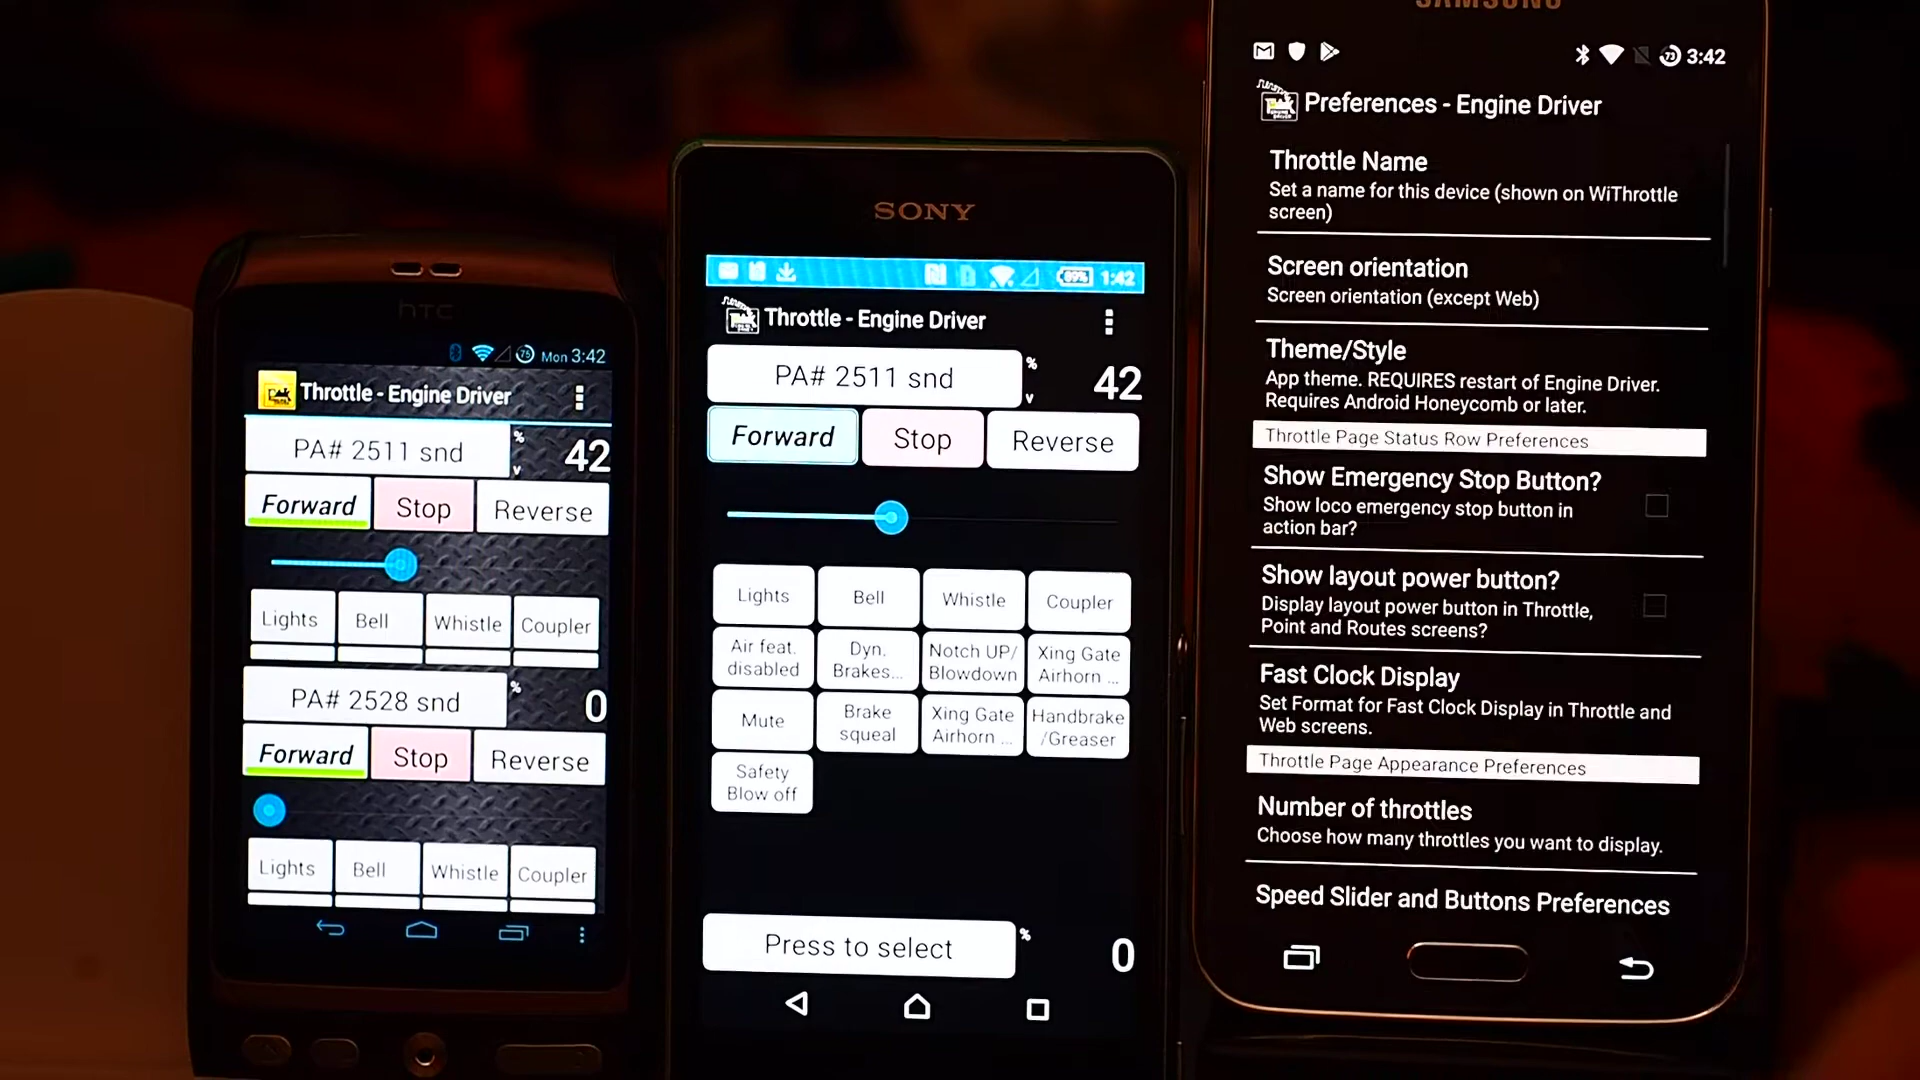 hTC
75 Mon 3:42
Throttle - Engine Driver
PA# 2511 snd
%
v
42
Forward
Stop
Reverse
Lights
Bell
Whistle
Coupler
PA# 2528 snd
%
0
Forward
Stop
Reverse
Lights
Bell
Whistle
Coupler
SONY
89% 1:42
Throttle - Engine Driver
PA# 2511 snd
%
v
42
Forward
Stop
Reverse
Lights
Bell
Whistle
Coupler
Air feat.
disabled
Dyn.
Brakes...
Notch UP/
Blowdown
Xing Gate
Airhorn ...
Mute
Brake
squeal
Xing Gate
Airhorn ...
Handbrake
/Greaser
Safety
Blow off
Press to select
%
0
SAMSUNG
73 3:42
Preferences - Engine Driver
Throttle Name
Set a name for this device (shown on WiThrottle
screen)
Screen orientation
Screen orientation (except Web)
Theme/Style
App theme. REQUIRES restart of Engine Driver.
Requires Android Honeycomb or later.
Throttle Page Status Row Preferences
Show Emergency Stop Button?
Show loco emergency stop button in
action bar?
Show layout power button?
Display layout power button in Throttle,
Point and Routes screens?
Fast Clock Display
Set Format for Fast Clock Display in Throttle and
Web screens.
Throttle Page Appearance Preferences
Number of throttles
Choose how many throttles you want to display.
Speed Slider and Buttons Preferences